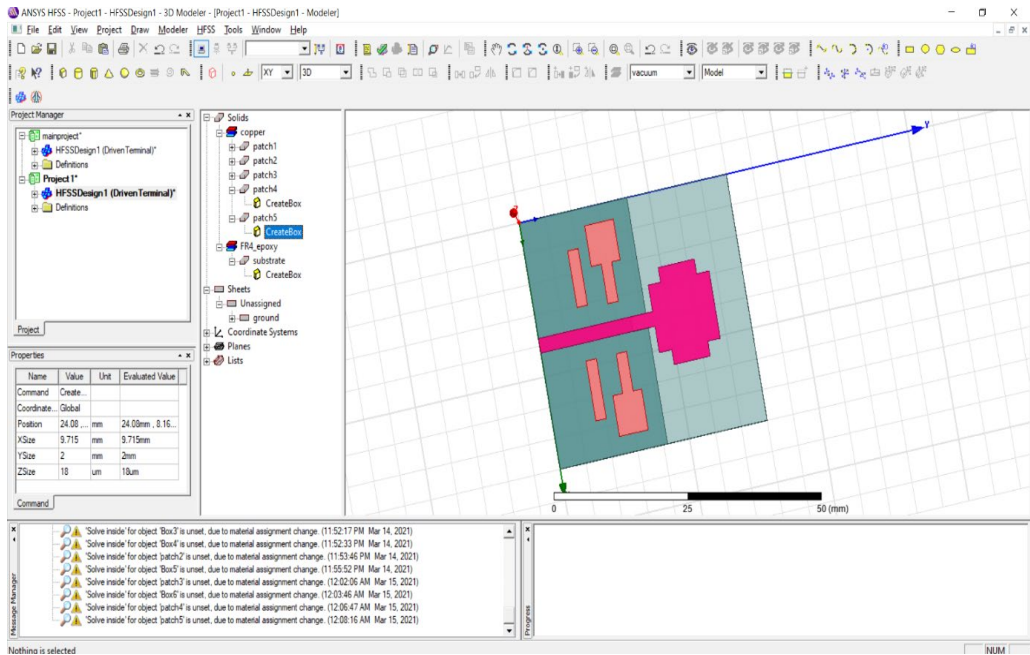 ANSYS HFSS - Project1 - HFSSDesign1 - 3D Modeler - [Project1 - HFSSDesign1 - Modeler]
File Edit View Project Draw Modeler HFSS Tools Window Help
XY 3D vacuum Model
Project Manager
mainproject*
HFSSDesign1 (DrivenTerminal)*
Definitions
Project1*
HFSSDesign1 (DrivenTerminal)*
Definitions
Project
Properties
Name Value Unit Evaluated Value
Command Create...
Coordinate... Global
Position 24.08 ,... mm 24.08mm , 8.16...
XSize 9.715 mm 9.715mm
YSize 2 mm 2mm
ZSize 18 um 18um
Command
Solids
copper
patch1
patch2
patch3
patch4
CreateBox
patch5
CreateBox
FR4_epoxy
substrate
CreateBox
Sheets
Unassigned
ground
Coordinate Systems
Planes
Lists
Y
0 25 50 (mm)
Message Manager
'Solve inside' for object 'Box3' is unset, due to material assignment change. (11:52:17 PM Mar 14, 2021)
'Solve inside' for object 'Box4' is unset, due to material assignment change. (11:52:33 PM Mar 14, 2021)
'Solve inside' for object 'patch2' is unset, due to material assignment change. (11:53:46 PM Mar 14, 2021)
'Solve inside' for object 'Box5' is unset, due to material assignment change. (11:55:52 PM Mar 14, 2021)
'Solve inside' for object 'patch3' is unset, due to material assignment change. (12:02:06 AM Mar 15, 2021)
'Solve inside' for object 'Box6' is unset, due to material assignment change. (12:03:46 AM Mar 15, 2021)
'Solve inside' for object 'patch4' is unset, due to material assignment change. (12:06:47 AM Mar 15, 2021)
'Solve inside' for object 'patch5' is unset, due to material assignment change. (12:08:16 AM Mar 15, 2021)
Progress
Nothing is selected
NUM